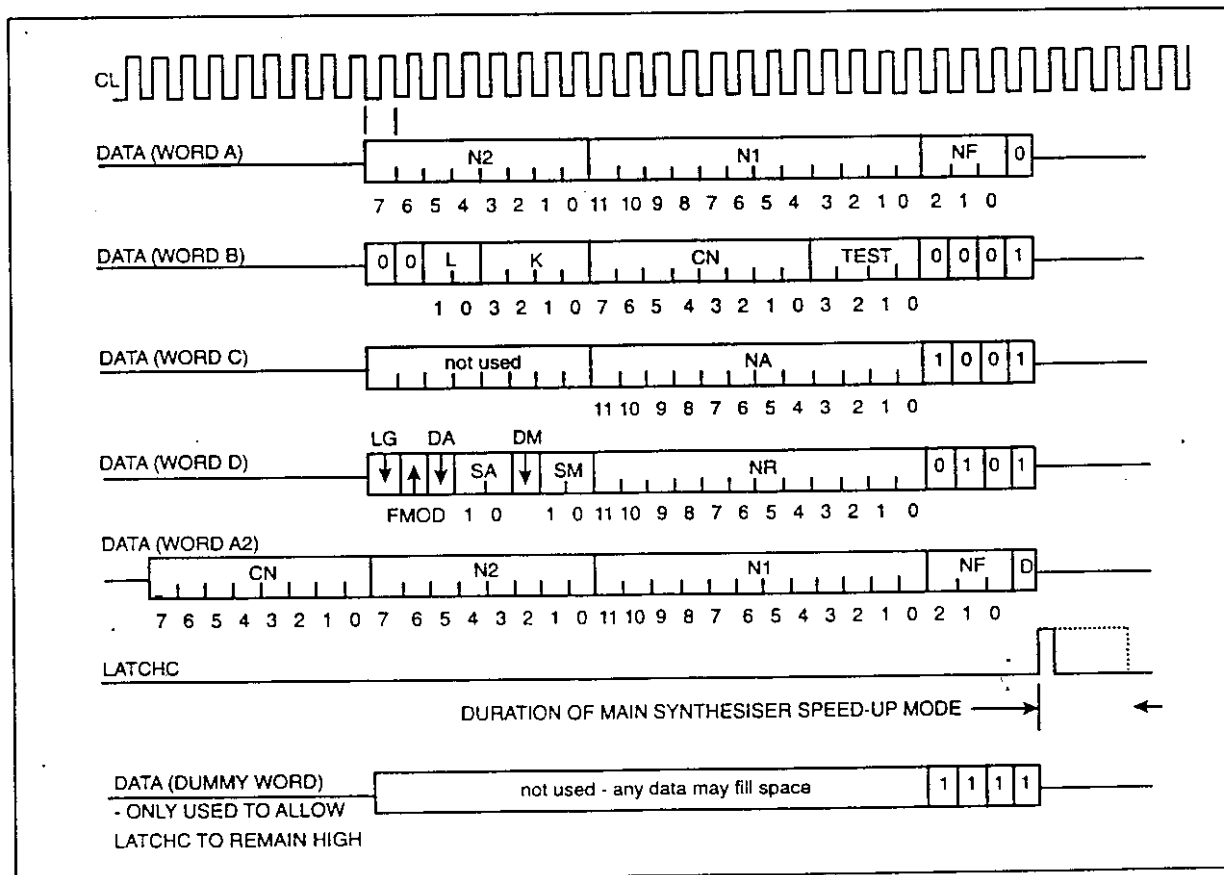 CL
DATA (WORD A)
N2 N1 NF 0
7 6 5 4 3 2 1 0 11 10 9 8 7 6 5 4 3 2 1 0 2 1 0
DATA (WORD B)
0 0 L K CN TEST 0 0 0 1
1 0 3 2 1 0 7 6 5 4 3 2 1 0 3 2 1 0
DATA (WORD C)
not used NA 1 0 0 1
11 10 9 8 7 6 5 4 3 2 1 0
LG DA DM
DATA (WORD D)
SA SM NR 0 1 0 1
FMOD 1 0 1 0 11 10 9 8 7 6 5 4 3 2 1 0
DATA (WORD A2)
CN N2 N1 NF D
7 6 5 4 3 2 1 0 7 6 5 4 3 2 1 0 11 10 9 8 7 6 5 4 3 2 1 0 2 1 0
LATCHC
DURATION OF MAIN SYNTHESISER SPEED-UP MODE
DATA (DUMMY WORD)
not used - any data may fill space 1 1 1 1
- ONLY USED TO ALLOW
LATCHC TO REMAIN HIGH